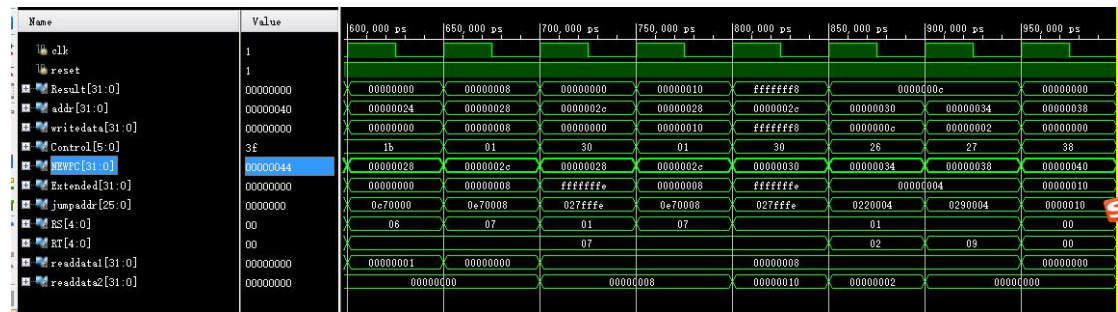 Name Value 600,000 ps 650,000 ps 700,000 ps 750,000 ps 800,000 ps 850,000 ps 900,000 ps 950,000 ps
clk 1
reset 1
Result[31:0] 00000000 00000000 00000008 00000000 00000010 fffffff8 0000000c 00000000
addr[31:0] 00000040 00000024 00000028 0000002c 00000028 0000002c 00000030 00000034 00000038
writedata[31:0] 00000000 00000000 00000008 00000000 00000010 fffffff8 0000000c 00000002 00000000
Control[5:0] 3f 1b 01 30 01 30 26 27 38
NEWPC[31:0] 00000044 00000028 0000002c 00000028 0000002c 00000030 00000034 00000038 00000040
Extended[31:0] 00000000 00000000 00000008 fffffffe 00000008 fffffffe 00000004 00000010
jumpaddr[25:0] 0000000 0c70000 0e70008 027fffe 0e70008 027fffe 0220004 0290004 0000010
RS[4:0] 00 06 07 01 07 01 00
RT[4:0] 00 07 02 09 00
readdata1[31:0] 00000000 00000001 00000000 00000008 00000000
readdata2[31:0] 00000000 00000000 00000008 00000010 00000002 00000000